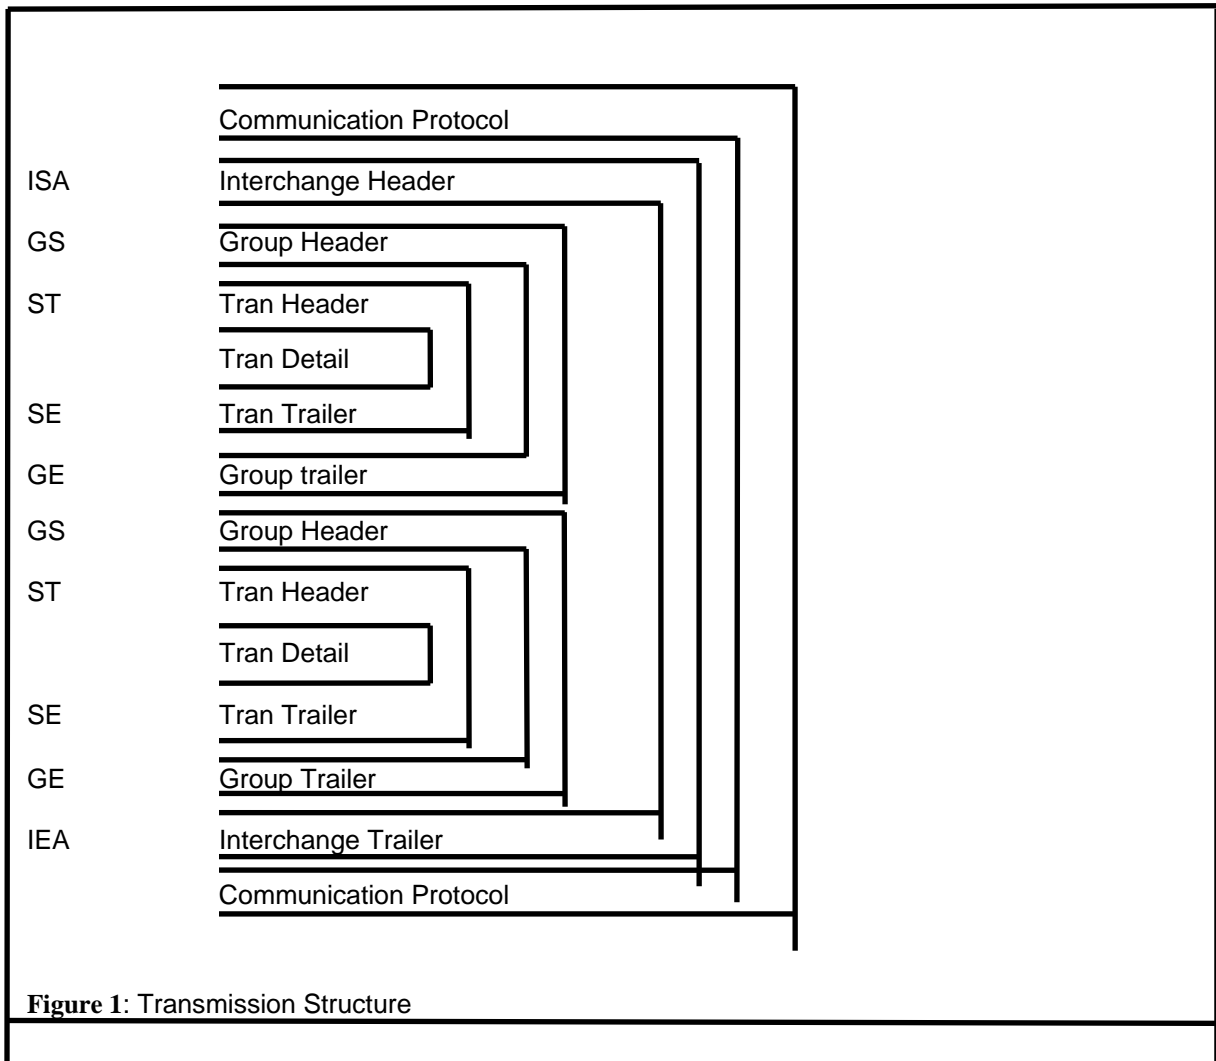 Communication Protocol
ISA Interchange Header
GS Group Header
ST Tran Header
Tran Detail
SE Tran Trailer
GE Group trailer
GS Group Header
ST Tran Header
Tran Detail
SE Tran Trailer
GE Group Trailer
IEA Interchange Trailer
Communication Protocol
Figure 1: Transmission Structure